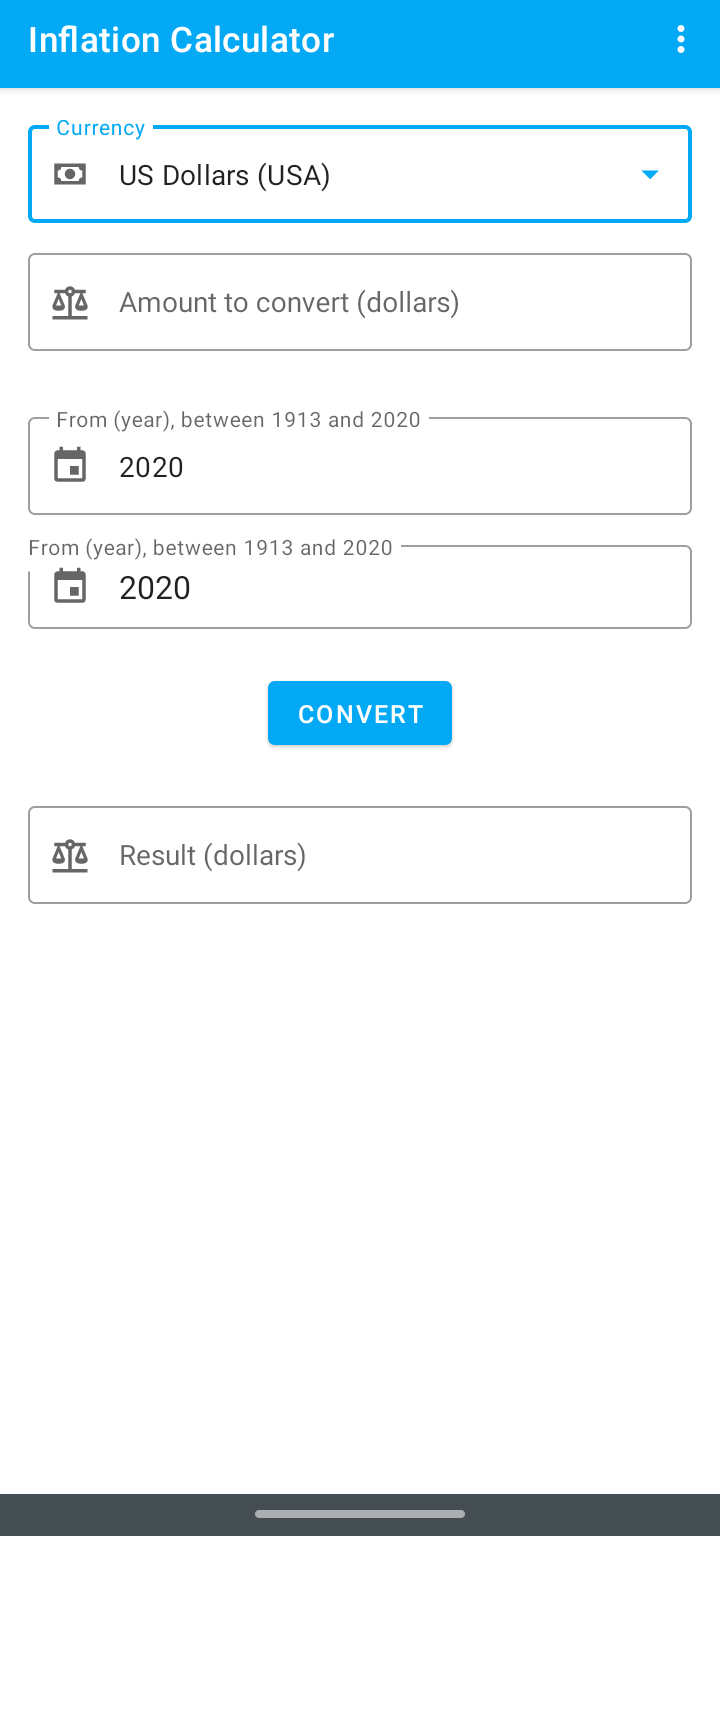 Inflation Calculator
Currency
US Dollars (USA)
Amount to convert (dollars)
From (year), between 1913 and 2020
2020
From (year), between 1913 and 2020
2020
CONVERT
Result (dollars)